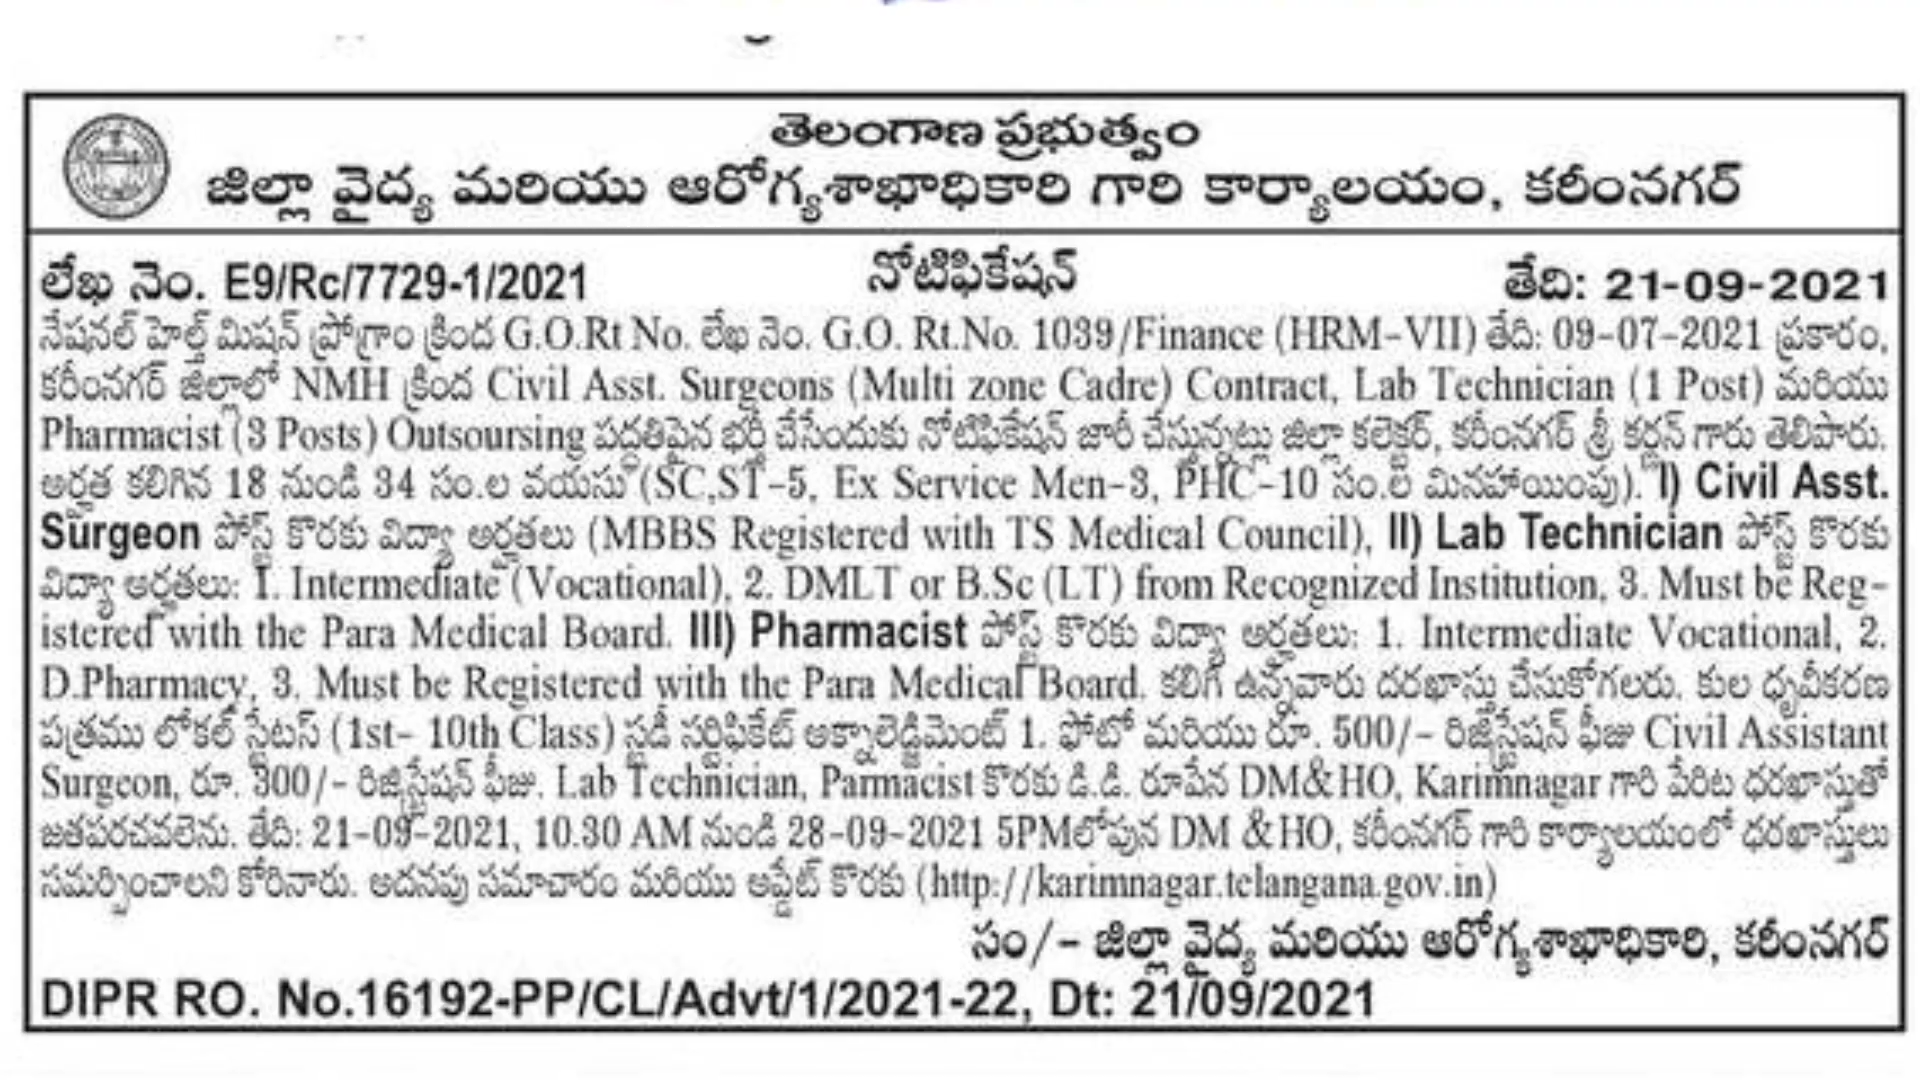 తెలంగాణ ప్రభుత్వం
జిల్లా వైద్య మరియు ఆరోగ్యశాఖాధికారి గారి కార్యాలయం, కరీంనగర్
లేఖ నెం. E9/Rc/7729-1/2021 నోటిఫికేషన్ తేది: 21-09-2021
నేషనల్ హెల్త్ మిషన్ ప్రోగ్రాం క్రింద G.O.Rt No. లేఖ నెం. G.O. Rt.No. 1039/Finance (HRM-VII) తేది: 09-07-2021 ప్రకారం,
కరీంనగర్ జిల్లాలో NMH క్రింద Civil Asst. Surgeons (Multi zone Cadre) Contract, Lab Technician (1 Post) మరియు
Pharmacist (3 Posts) Outsoursing పద్దతిపైన భర్తీ చేసేందుకు నోటిఫికేషన్ జారీ చేస్తున్నట్లు జిల్లా కలెక్టర్, కరీంనగర్ శ్రీ కర్ణన్ గారు తెలిపారు.
అర్హత కలిగిన 18 నుండి 34 సం.ల వయసు (SC,ST-5, Ex Service Men-3, PHC-10 సం.ల మినహాయింపు). I) Civil Asst.
Surgeon పోస్ట్ కొరకు విద్యా అర్హతలు (MBBS Registered with TS Medical Council), II) Lab Technician పోస్ట్ కొరకు
విద్యా అర్హతలు: 1. Intermediate (Vocational), 2. DMLT or B.Sc (LT) from Recognized Institution, 3. Must be Reg-
istered with the Para Medical Board. III) Pharmacist పోస్ట్ కొరకు విద్యా అర్హతలు: 1. Intermediate Vocational, 2.
D.Pharmacy, 3. Must be Registered with the Para Medical Board. కలిగి ఉన్నవారు దరఖాస్తు చేసుకోగలరు. కుల ధృవీకరణ
పత్రము లోకల్ స్టేటస్ (1st- 10th Class) స్టడీ సర్టిఫికేట్ అక్నాలెడ్జిమెంట్ 1. ఫోటో మరియు రూ. 500/- రిజిస్ట్రేషన్ ఫీజు Civil Assistant
Surgeon, రూ. 300/- రిజిస్ట్రేషన్ ఫీజు. Lab Technician, Parmacist కొరకు డి.డి. రూపేన DM&HO, Karimnagar గారి పేరిట ధరఖాస్తుతో
జతపరచవలెను. తేది: 21-09-2021, 10.30 AM నుండి 28-09-2021 5PMలోపున DM &HO, కరీంనగర్ గారి కార్యాలయంలో ధరఖాస్తులు
సమర్పించాలని కోరినారు. అదనపు సమాచారం మరియు అప్డేట్ కొరకు (http://karimnagar.telangana.gov.in)
సం/- జిల్లా వైద్య మరియు ఆరోగ్యశాఖాధికారి, కరీంనగర్
DIPR RO. No.16192-PP/CL/Advt/1/2021-22, Dt: 21/09/2021